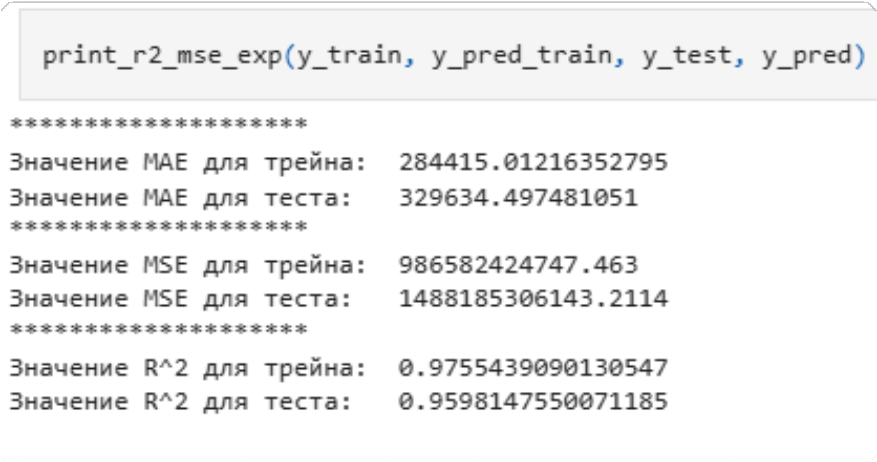 print_r2_mse_exp(y_train, y_pred_train, y_test, y_pred)
********************
Значение MAE для трейна:  284415.01216352795
Значение MAE для теста:   329634.497481051
********************
Значение MSE для трейна:  986582424747.463
Значение MSE для теста:   1488185306143.2114
********************
Значение R^2 для трейна:  0.9755439090130547
Значение R^2 для теста:   0.9598147550071185